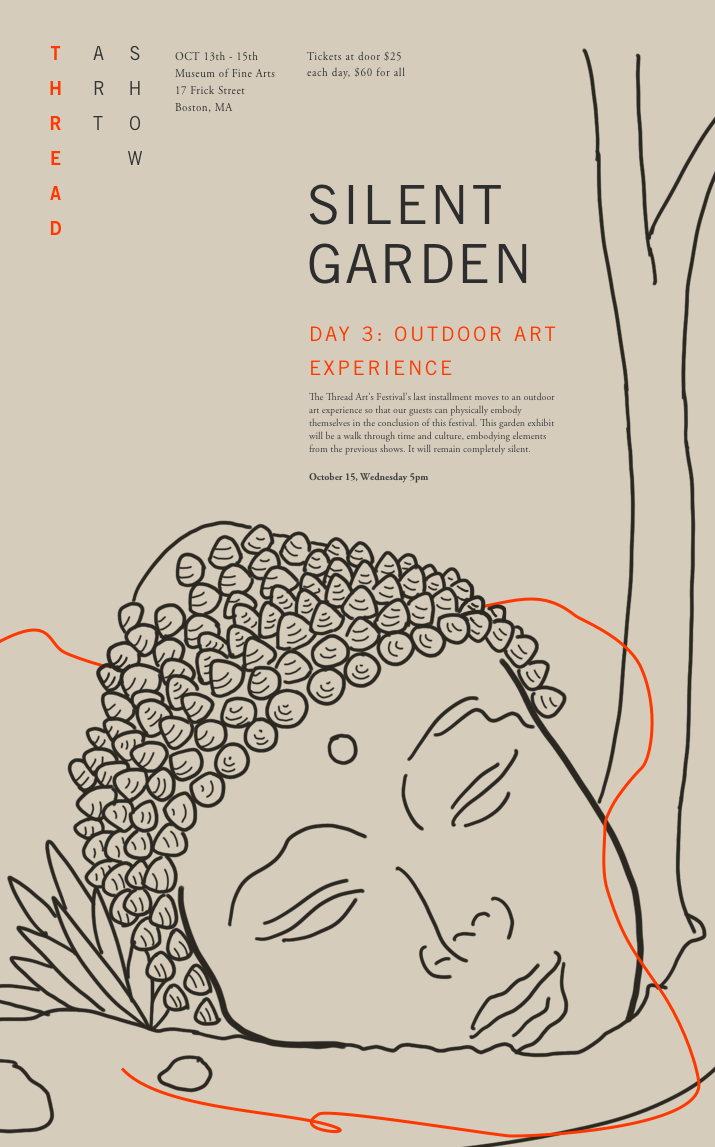 THREAD
ART
SHOW
OCT 13th - 15th
Museum of Fine Arts
17 Frick Street
Boston, MA
Tickets at door $25
each day, $60 for all
SILENT
GARDEN
DAY 3: OUTDOOR ART
EXPERIENCE
The Thread Art's Festival's last installment moves to an outdoor
art experience so that our guests can physically embody
themselves in the conclusion of this festival. This garden exhibit
will be a walk through time and culture, embodying elements
from the previous shows. It will remain completely silent.
October 15, Wednesday 5pm